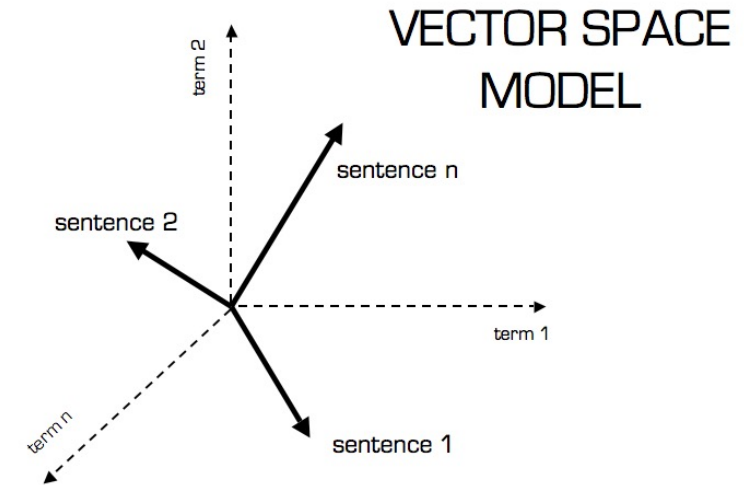 VECTOR SPACE
MODEL
term 2
sentence n
sentence 2
term 1
term n
sentence 1